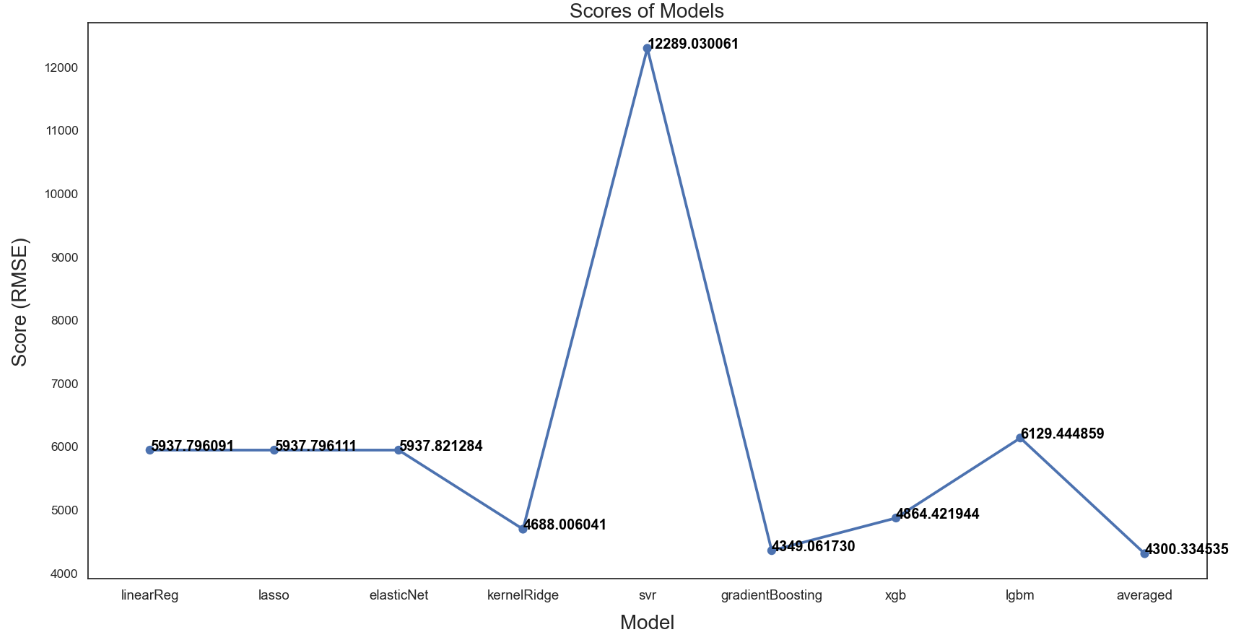 Scores of Models
Score (RMSE)
12000
11000
10000
9000
8000
7000
6000
5000
4000
5937.796091
5937.796111
5937.821284
4688.006041
12289.030061
4349.061730
4864.421944
6129.444859
4300.334535
linearReg
lasso
elasticNet
kernelRidge
svr
gradientBoosting
xgb
lgbm
averaged
Model